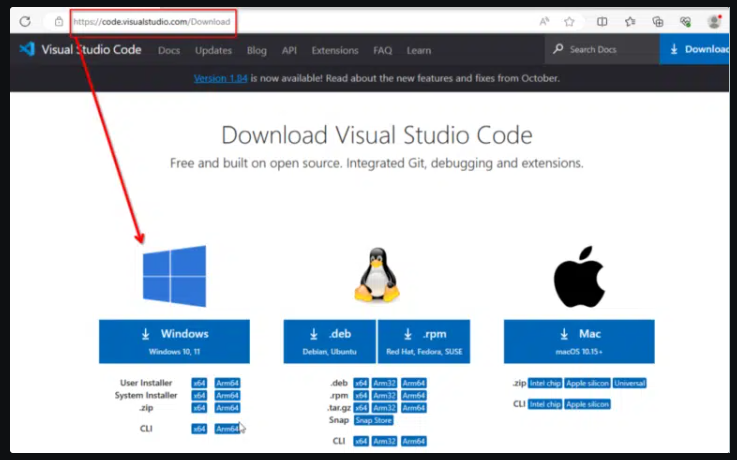 https://code.visualstudio.com/Download
Visual Studio Code Docs Updates Blog API Extensions FAQ Learn Search Docs Download
Version 1.84 is now available! Read about the new features and fixes from October.
Download Visual Studio Code
Free and built on open source. Integrated Git, debugging and extensions.
Windows
Windows 10, 11
User Installer x64 Arm64
System Installer x64 Arm64
.zip x64 Arm64
CLI x64 Arm64
.deb
Debian, Ubuntu
.rpm
Red Hat, Fedora, SUSE
.deb x64 Arm32 Arm64
.rpm x64 Arm32 Arm64
.tar.gz x64 Arm32 Arm64
Snap Snap Store
CLI x64 Arm32 Arm64
Mac
macOS 10.15+
.zip Intel chip Apple silicon Universal
CLI Intel chip Apple silicon